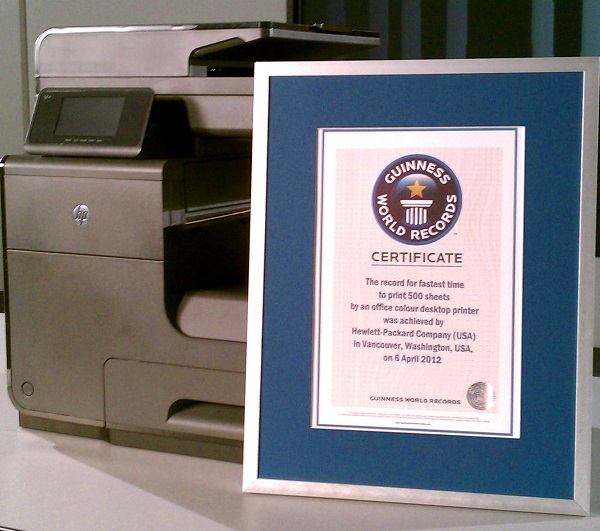 hp
GUINNESS
WORLD RECORDS
™
CERTIFICATE
The record for fastest time
to print 500 sheets
by an office colour desktop printer
was achieved by
Hewlett-Packard Company (USA)
in Vancouver, Washington, USA,
on 6 April 2012
GUINNESS WORLD RECORDS